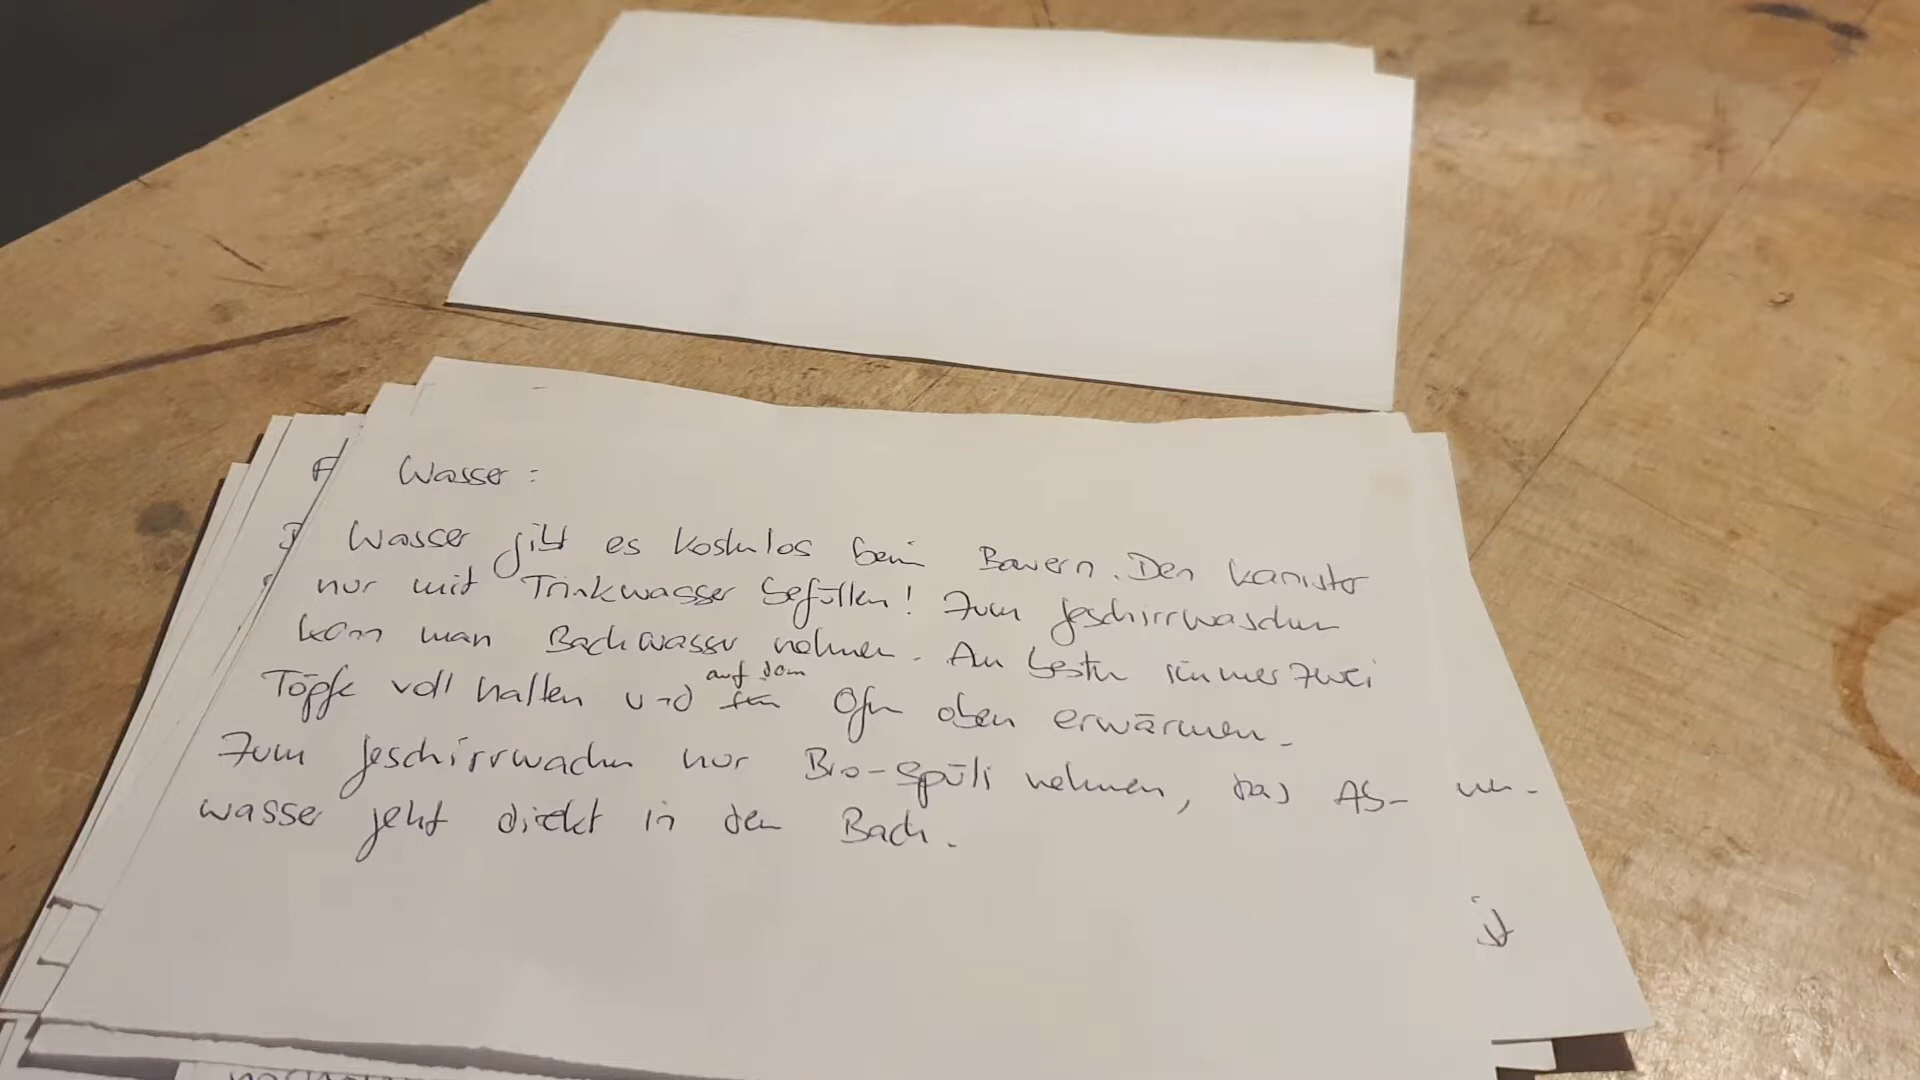 Wasser:
Wasser gibt es kostenlos beim Bauern. Den Kanister
nur mit Trinkwasser befüllen! Zum Geschirrwaschen
kann man Bachwasser nehmen. Am besten immer zwei
auf dem
Töpfe voll halten und Ofen oben erwärmen.
Zum Geschirrwachen nur Bio-Spüli nehmen, das Ab-
wasser geht direkt in den Bach.